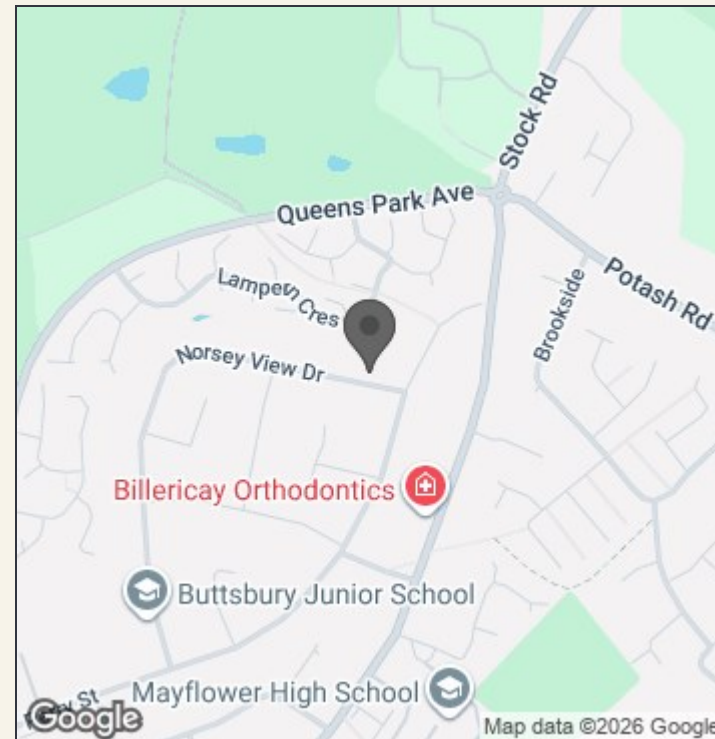 Stock Rd
Queens Park Ave
Potash Rd
Lampern Cres
Brookside
Norsey View Dr
Billericay Orthodontics
Buttsbury Junior School
Mayflower High School
St
Google
Map data ©2026 Google